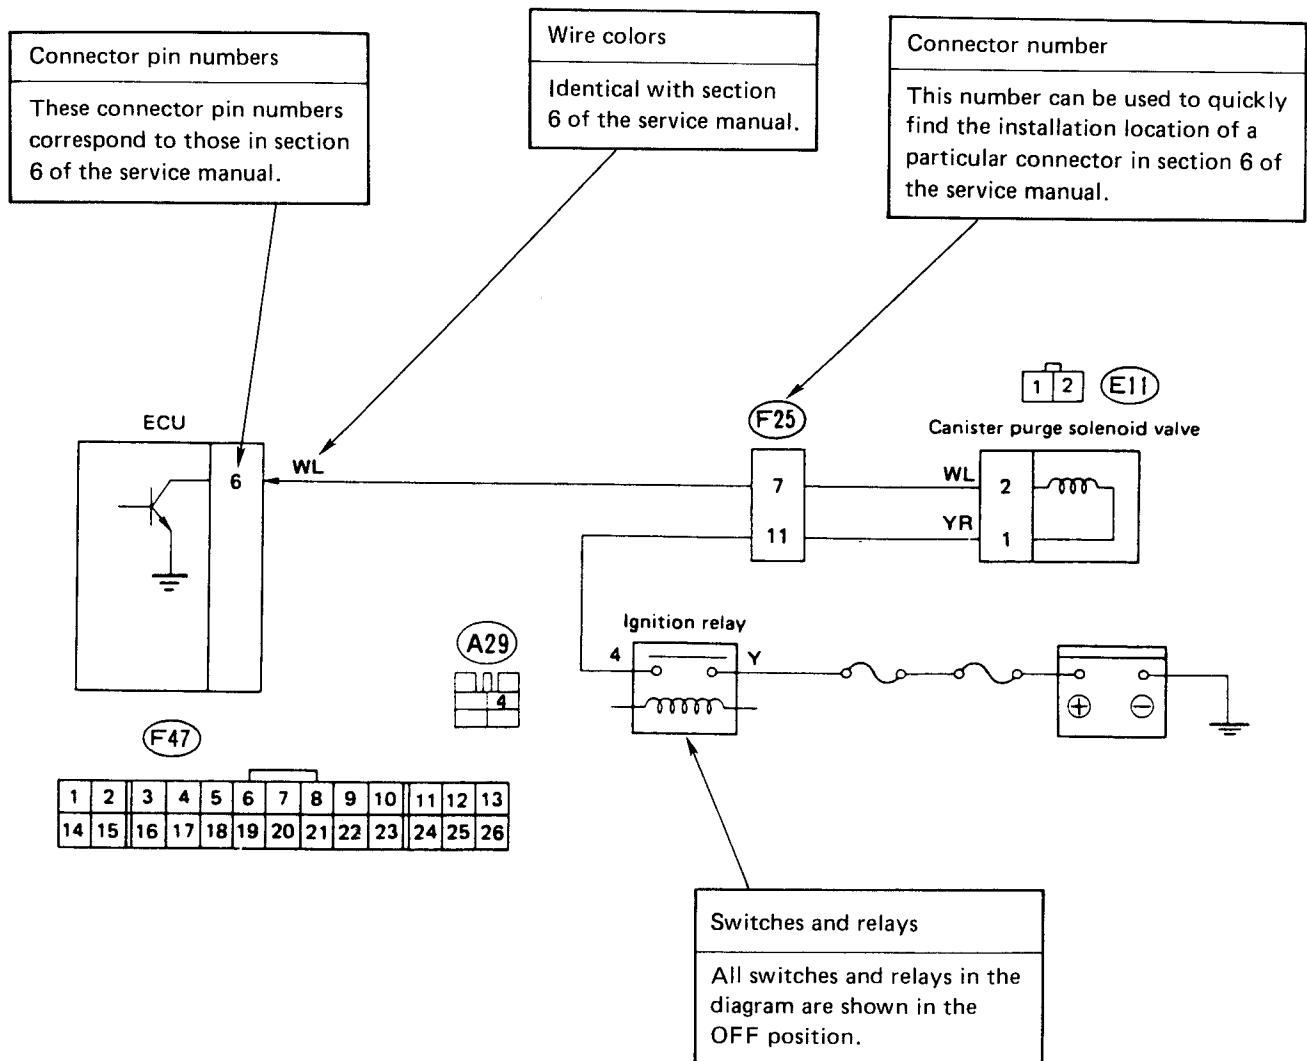 Connector pin numbers
These connector pin numbers
correspond to those in section
6 of the service manual.
Wire colors
Identical with section
6 of the service manual.
Connector number
This number can be used to quickly
find the installation location of a
particular connector in section 6 of
the service manual.
1 2 E11
Canister purge solenoid valve
ECU
F25
6 WL
7 WL 2
11 YR 1
Ignition relay
4 Y
A29
4
+ −
F47
1 2 3 4 5 6 7 8 9 10 11 12 13
14 15 16 17 18 19 20 21 22 23 24 25 26
Switches and relays
All switches and relays in the
diagram are shown in the
OFF position.